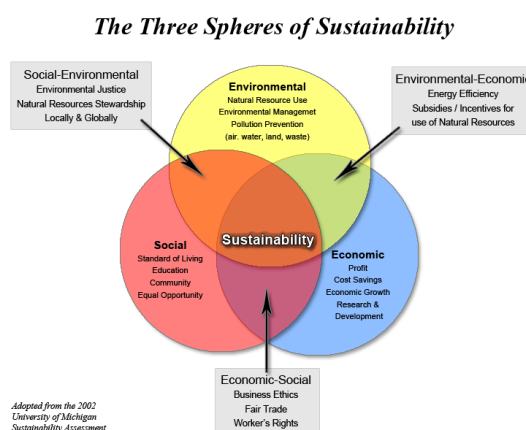 The Three Spheres of Sustainability
Social-Environmental
Environmental Justice
Natural Resources Stewardship
Locally & Globally
Environmental
Natural Resource Use
Environmental Managemet
Pollution Prevention
(air. water, land, waste)
Environmental-Economic
Energy Efficiency
Subsidies / Incentives for
use of Natural Resources
Social
Standard of Living
Education
Community
Equal Opportunity
Sustainability
Economic
Profit
Cost Savings
Economic Growth
Research &
Development
Economic-Social
Business Ethics
Fair Trade
Worker's Rights
Adopted from the 2002
University of Michigan
Sustainability Assessment